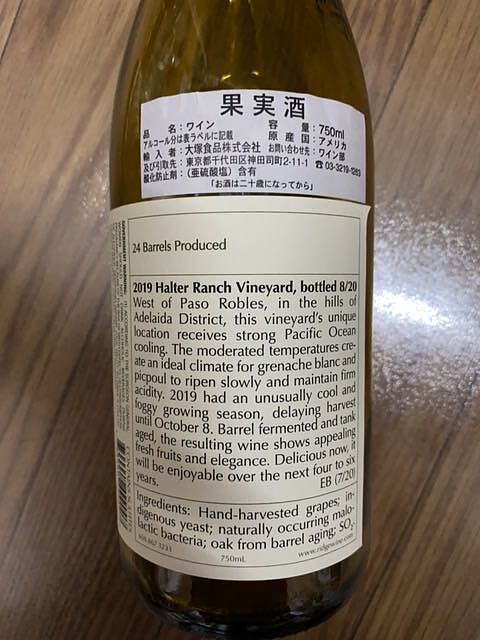 果実酒
品名：ワイン 容量：750ml
アルコール分は表ラベルに記載 原産国：アメリカ
輸入者：大塚食品株式会社 お問い合わせ先：ワイン部
及び引取先：東京都千代田区神田司町2-11-1 ☎03-3219-1263
酸化防止剤：(亜硫酸塩) 含有
「お酒は二十歳になってから」
24 Barrels Produced
2019 Halter Ranch Vineyard, bottled 8/20
West of Paso Robles, in the hills of
Adelaida District, this vineyard's unique
location receives strong Pacific Ocean
cooling. The moderated temperatures cre-
ate an ideal climate for grenache blanc and
picpoul to ripen slowly and maintain firm
acidity. 2019 had an unusually cool and
foggy growing season, delaying harvest
until October 8. Barrel fermented and tank
aged, the resulting wine shows appealing
fresh fruits and elegance. Delicious now, it
will be enjoyable over the next four to six
years. EB (7/20)
Ingredients: Hand-harvested grapes; in-
digenous yeast; naturally occurring malo-
lactic bacteria; oak from barrel aging; SO2.
408.867.3233 750mL www.ridgewine.com
GOVERNMENT WARNING: